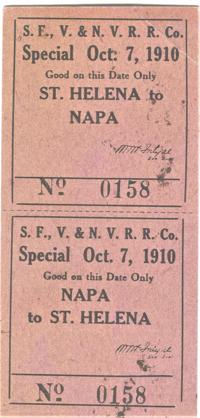 S. F., V. & N. V. R. R. Co.
Special Oct. 7, 1910
Good on this Date Only
ST. HELENA to
NAPA
No 0158
S. F., V. & N. V. R. R. Co.
Special Oct. 7, 1910
Good on this Date Only
NAPA
to ST. HELENA
No 0158